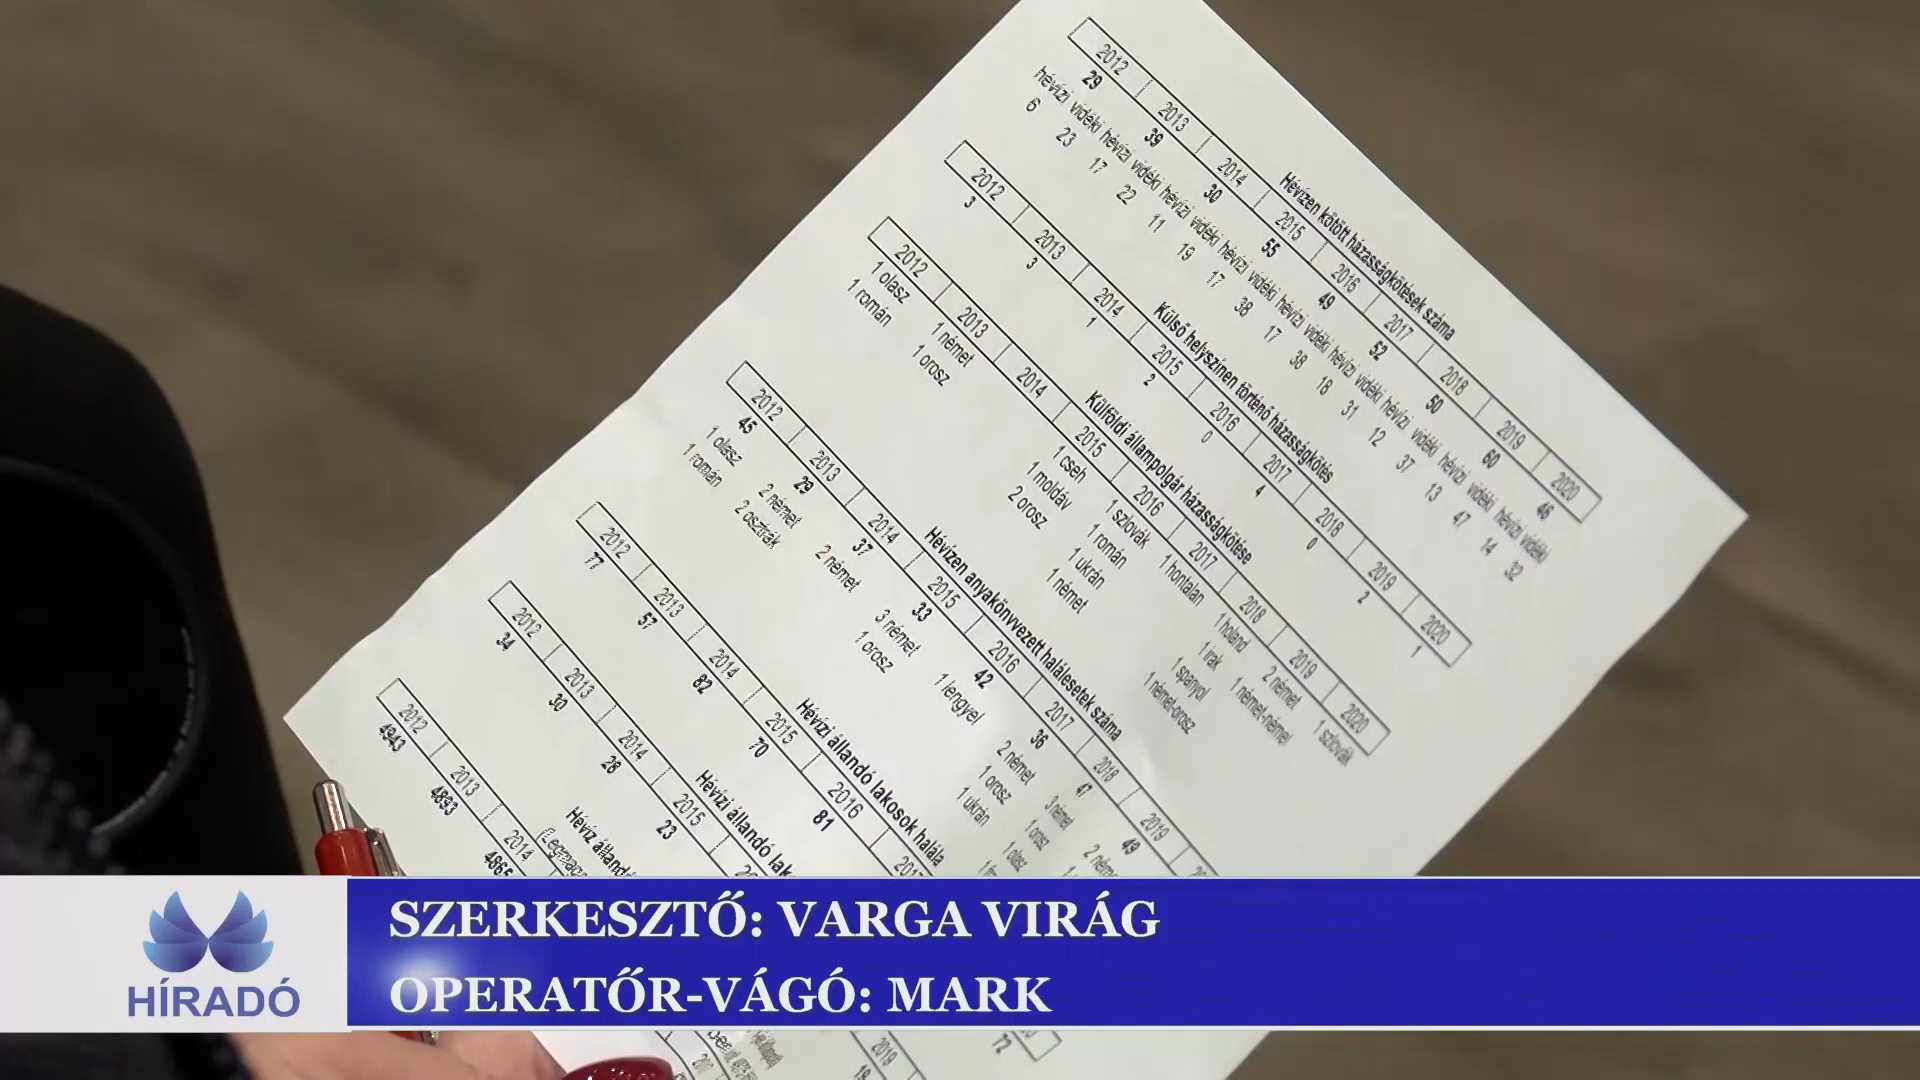 Hévízen kötött házasságkötések száma
2012 2013 2014 2015 2016 2017 2018 2019 2020
29 39 30 55 49 52 50 60 46
hévízi vidéki hévízi vidéki hévízi vidéki hévízi vidéki hévízi vidéki hévízi vidéki hévízi vidéki hévízi vidéki hévízi vidéki
6 23 17 22 11 19 17 38 17 38 18 31 12 37 13 47 14 32
Külső helyszínen történő házasságkötés
2012 2013 2014 2015 2016 2017 2018 2019 2020
3 3 1 2 0 4 0 2 1
Külföldi állampolgár házasságkötése
2012 2013 2014 2015 2016 2017 2018 2019 2020
1 olasz 1 német 1 cseh 1 szlovák 1 hontalan 1 holland 2 német 1 szlovák
1 román 1 orosz 1 moldáv 1 román 1 irak 1 német-német
2 orosz 1 ukrán 1 spanyol
1 német 1 német-orosz
Hévízen anyakönyvezett halálesetek száma
2012 2013 2014 2015 2016 2017 2018 2019
45 29 37 33 42 36 47 49
1 olasz 2 német 2 német 3 német 1 lengyel 2 német 3 német
1 román 2 osztrák 1 orosz 1 orosz 1 orosz
1 ukrán 1 olasz
Hévízi állandó lakosok halála
2012 2013 2014 2015 2016
77 57 82 70 81
Hévízi állandó
2012 2013 2014 2015
34 30 28 23
2012 2013 2014
4943 4893
2019
19
72
HÍRADÓ
SZERKESZTŐ: VARGA VIRÁG
OPERATŐR-VÁGÓ: MARK